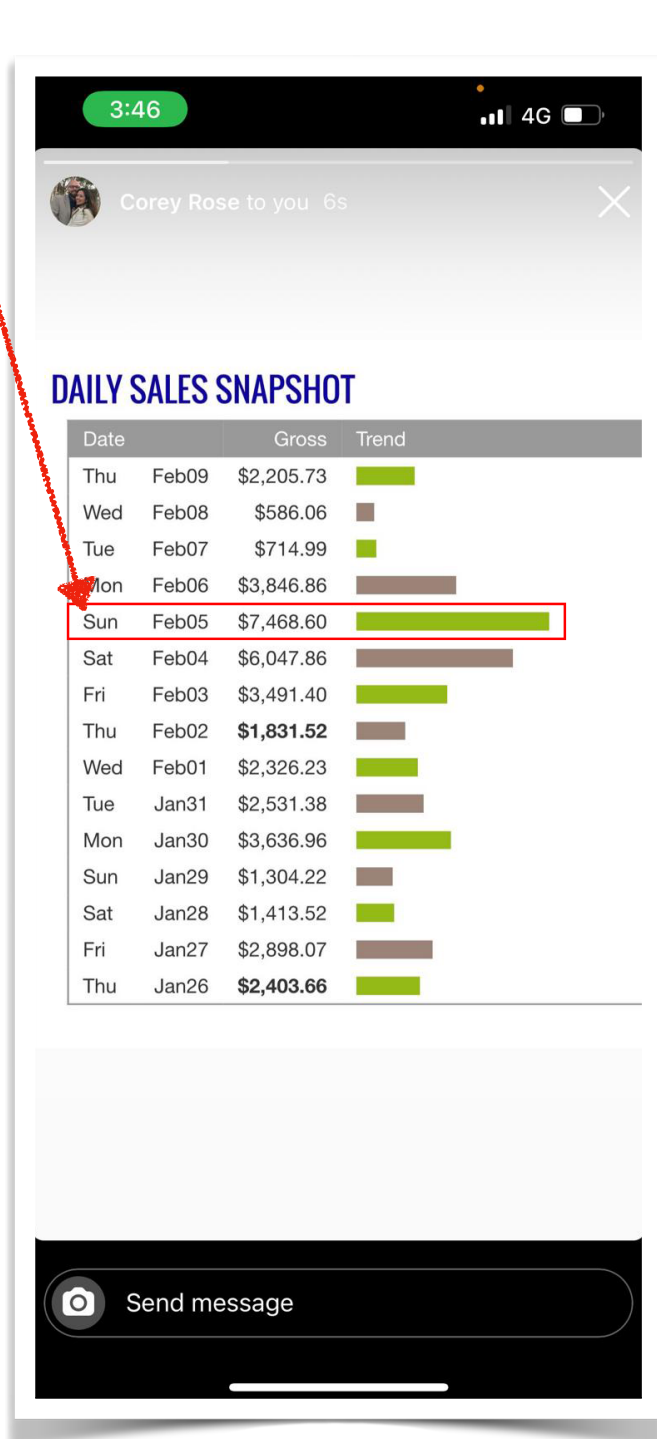 3:46 4G
Corey Rose to you 6s
DAILY SALES SNAPSHOT
Date Gross Trend
Thu Feb09 $2,205.73
Wed Feb08 $586.06
Tue Feb07 $714.99
Mon Feb06 $3,846.86
Sun Feb05 $7,468.60
Sat Feb04 $6,047.86
Fri Feb03 $3,491.40
Thu Feb02 $1,831.52
Wed Feb01 $2,326.23
Tue Jan31 $2,531.38
Mon Jan30 $3,636.96
Sun Jan29 $1,304.22
Sat Jan28 $1,413.52
Fri Jan27 $2,898.07
Thu Jan26 $2,403.66
Send message